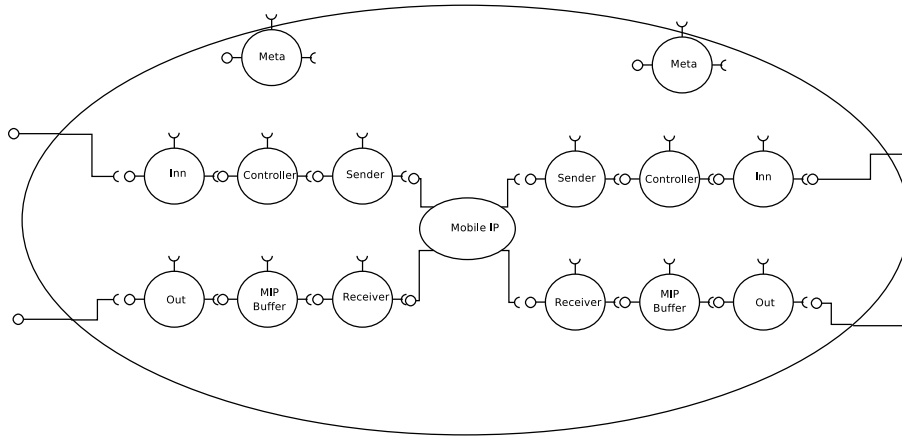 Meta
Meta
Inn
Controller
Sender
Sender
Controller
Inn
Mobile IP
Out
MIP
Buffer
Receiver
Receiver
MIP
Buffer
Out